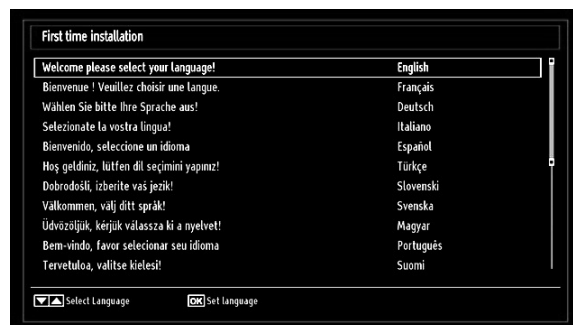 First time installation
Welcome please select your language! English
Bienvenue ! Veuillez choisir une langue. Français
Wählen Sie bitte Ihre Sprache aus! Deutsch
Selezionate la vostra lingua! Italiano
Bienvenido, seleccione un idioma Español
Hoş geldiniz, lütfen dil seçimini yapınız! Türkçe
Dobrodošli, izberite vaš jezik! Slovenski
Välkommen, välj ditt språk! Svenska
Üdvözöljük, kérjük válassza ki a nyelvet! Magyar
Bem-vindo, favor selecionar seu idioma Português
Tervetuloa, valitse kielesi! Suomi
Select Language OK Set language